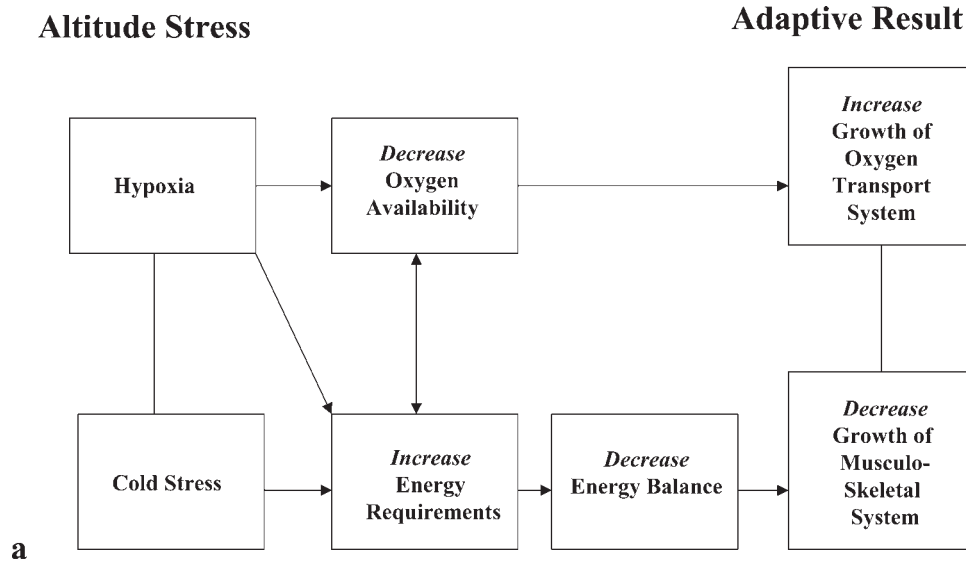 Altitude Stress
Adaptive Result
Hypoxia
Decrease
Oxygen
Availability
Increase
Growth of
Oxygen
Transport
System
Cold Stress
Increase
Energy
Requirements
Decrease
Energy Balance
Decrease
Growth of
Musculo-
Skeletal
System
a